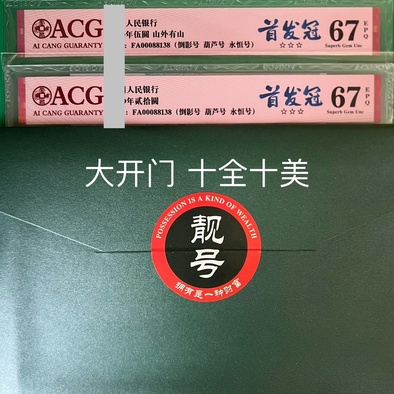 ACG
AI CANG GUARANTY
人民银行
年伍圆 山外有山
: FA00088138 (倒影号 葫芦号 永恒号)
首发冠
☆☆☆
67
EPQ
Superb Gem Unc
ACG
AI CANG GUARANTY
人民银行
年贰拾圆
: FA00088138 (倒影号 葫芦号 永恒号)
首发冠
☆☆☆
67
EPQ
Superb Gem Unc
大开门 十全十美
POSSESSION IS A KIND OF WEALTH
靓号
拥有是一种财富